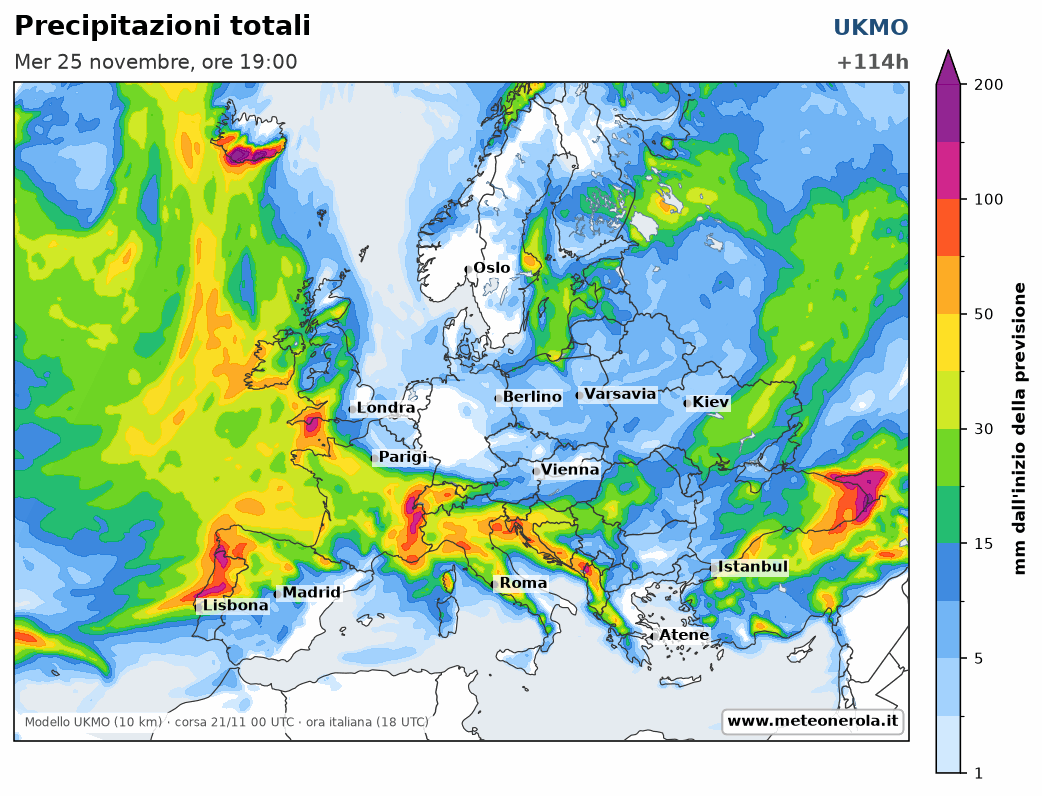 Precipitazioni totali
UKMO
Mer 25 novembre, ore 19:00
+114h
200
100
50
30
15
5
1
mm dall'inizio della previsione
Oslo
Londra
Berlino
Varsavia
Kiev
Parigi
Vienna
Istanbul
Roma
Madrid
Lisbona
Atene
Modello UKMO (10 km) · corsa 21/11 00 UTC · ora italiana (18 UTC)
www.meteonerola.it